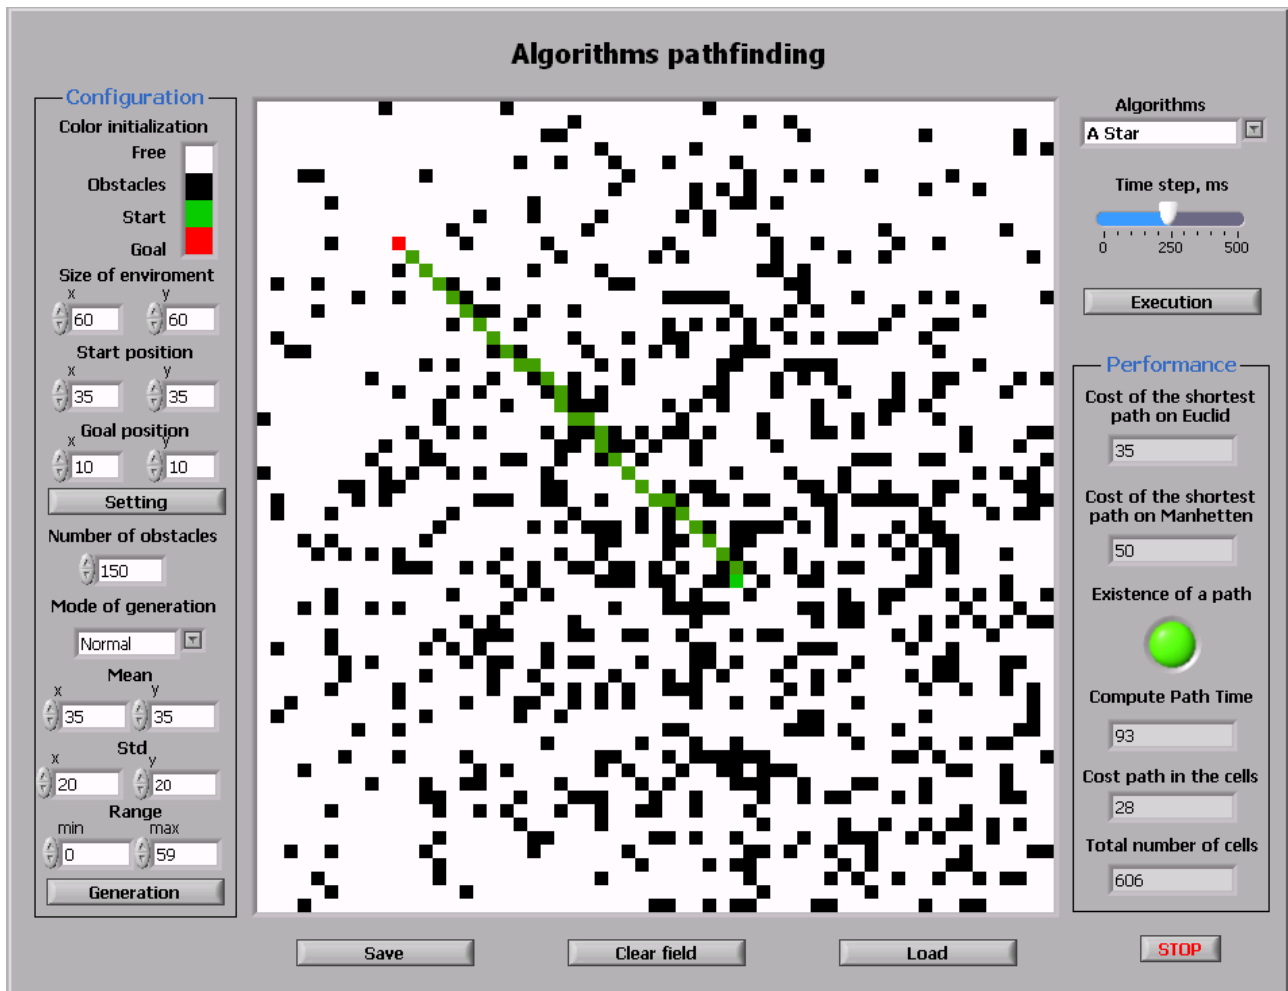 Algorithms pathfinding
Configuration
Color initialization
Free
Obstacles
Start
Goal
Size of enviroment
x y
60 60
Start position
x y
35 35
Goal position
x y
10 10
Setting
Number of obstacles
150
Mode of generation
Normal
Mean
x y
35 35
Std
x y
20 20
Range
min max
0 59
Generation
Save Clear field Load
Algorithms
A Star
Time step, ms
0 250 500
Execution
Performance
Cost of the shortest
path on Euclid
35
Cost of the shortest
path on Manhetten
50
Existence of a path
Compute Path Time
93
Cost path in the cells
28
Total number of cells
606
STOP